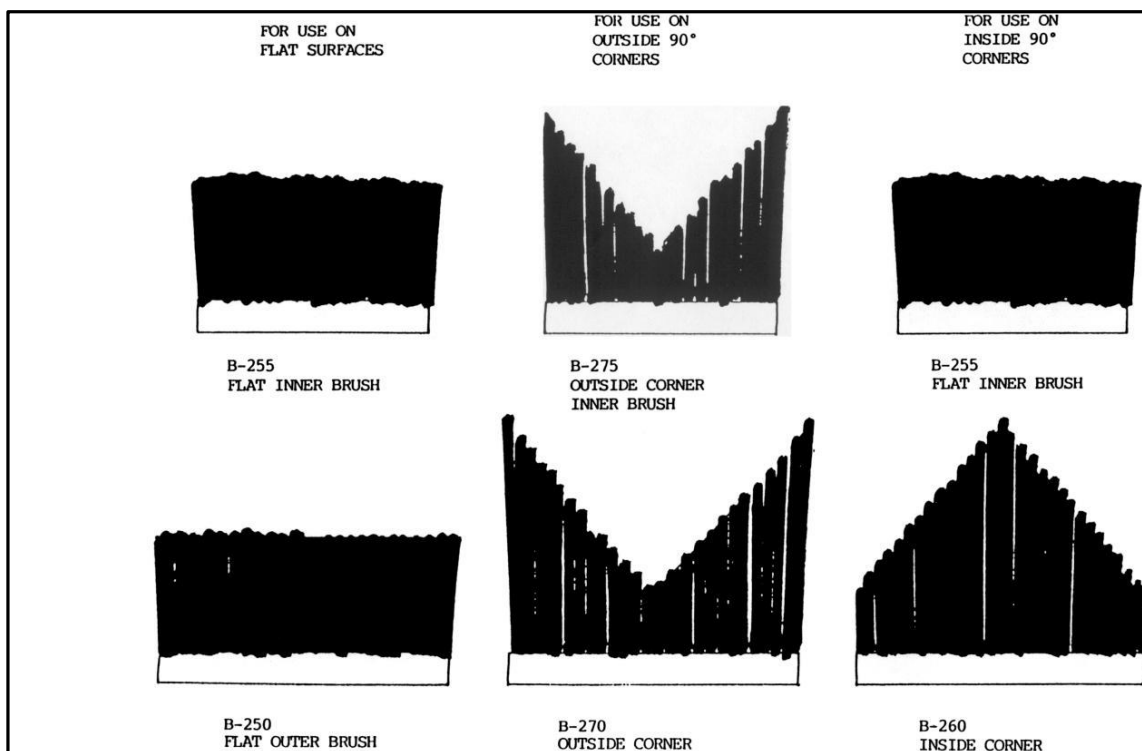 FOR USE ON
FLAT SURFACES
FOR USE ON
OUTSIDE 90°
CORNERS
FOR USE ON
INSIDE 90°
CORNERS
B-255
FLAT INNER BRUSH
B-275
OUTSIDE CORNER
INNER BRUSH
B-255
FLAT INNER BRUSH
B-250
FLAT OUTER BRUSH
B-270
OUTSIDE CORNER
B-260
INSIDE CORNER